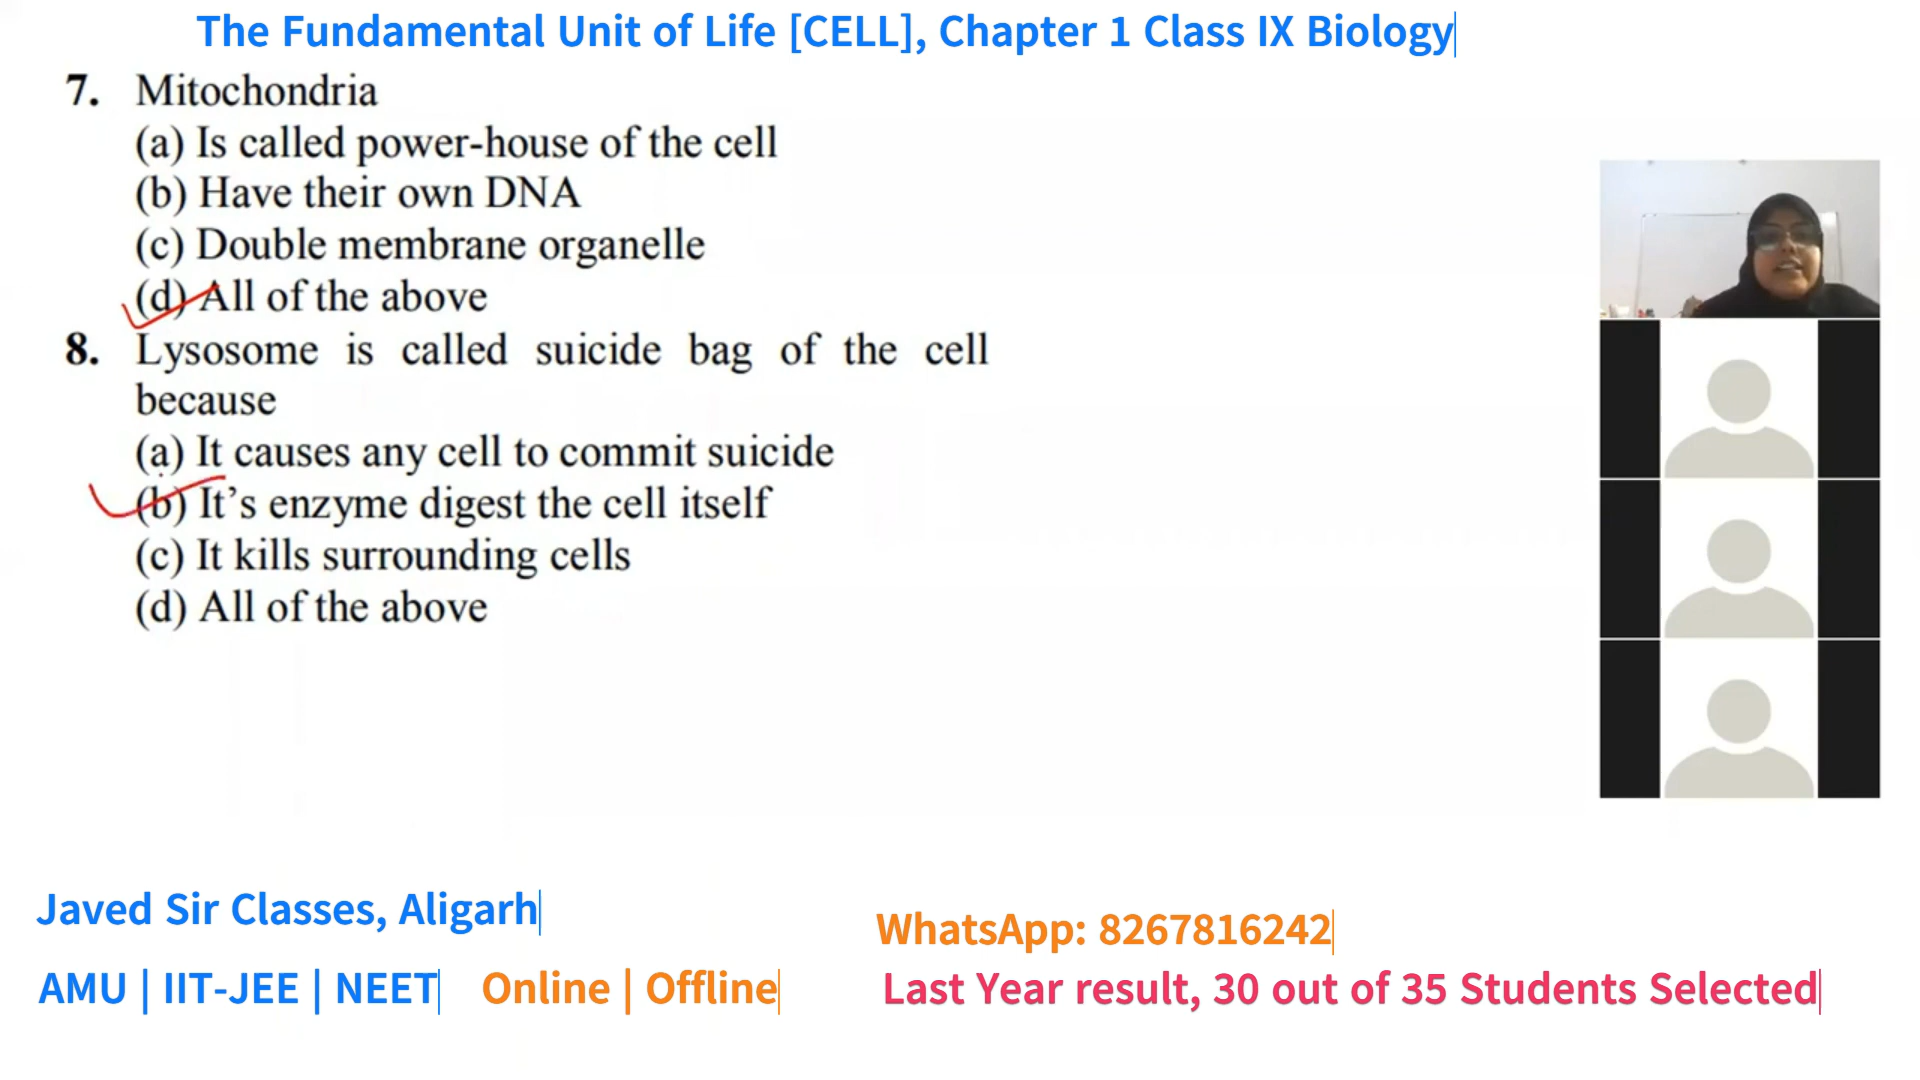 The Fundamental Unit of Life [CELL], Chapter 1 Class IX Biology
7. Mitochondria
(a) Is called power-house of the cell
(b) Have their own DNA
(c) Double membrane organelle
(d) All of the above
8. Lysosome is called suicide bag of the cell
because
(a) It causes any cell to commit suicide
(b) It’s enzyme digest the cell itself
(c) It kills surrounding cells
(d) All of the above
Javed Sir Classes, Aligarh
WhatsApp: 8267816242
AMU | IIT-JEE | NEET Online | Offline
Last Year result, 30 out of 35 Students Selected